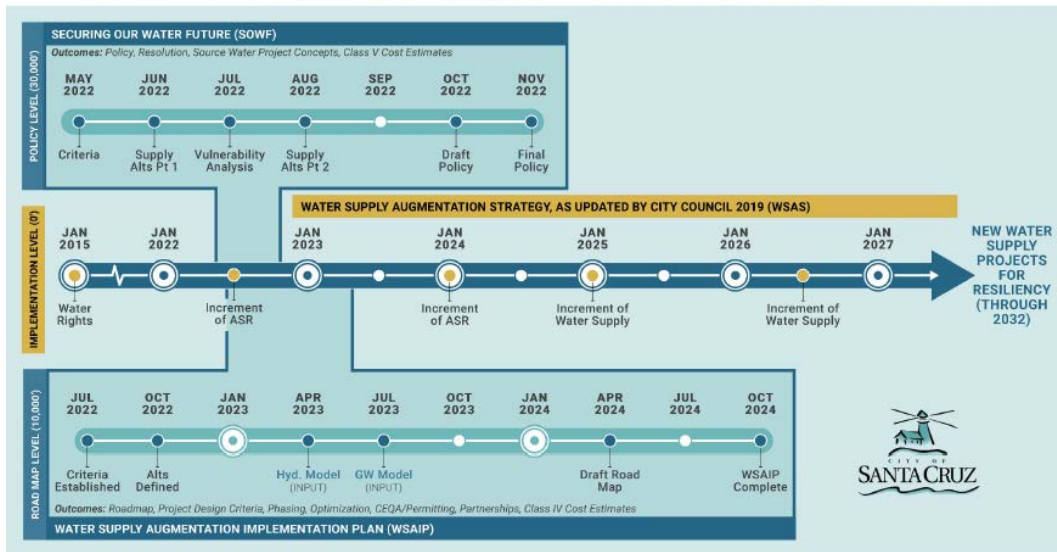 SECURING OUR WATER FUTURE (SOWF)
Outcomes: Policy, Resolution, Source Water Project Concepts, Class V Cost Estimates
POLICY LEVEL (30,000')
MAY
2022
JUN
2022
JUL
2022
AUG
2022
SEP
2022
OCT
2022
NOV
2022
Criteria
Supply
Alts Pt 1
Vulnerability
Analysis
Supply
Alts Pt 2
Draft
Policy
Final
Policy
WATER SUPPLY AUGMENTATION STRATEGY, AS UPDATED BY CITY COUNCIL 2019 (WSAS)
IMPLEMENTATION LEVEL (0')
JAN
2015
JAN
2022
JAN
2023
JAN
2024
JAN
2025
JAN
2026
JAN
2027
Water
Rights
Increment
of ASR
Increment
of ASR
Increment of
Water Supply
Increment of
Water Supply
NEW WATER
SUPPLY
PROJECTS
FOR
RESILIENCY
(THROUGH
2032)
ROAD MAP LEVEL (10,000')
JUL
2022
OCT
2022
JAN
2023
APR
2023
JUL
2023
OCT
2023
JAN
2024
APR
2024
JUL
2024
OCT
2024
Criteria
Established
Alts
Defined
Hyd. Model
(INPUT)
GW Model
(INPUT)
Draft Road
Map
WSAIP
Complete
Outcomes: Roadmap, Project Design Criteria, Phasing, Optimization, CEQA/Permitting, Partnerships, Class IV Cost Estimates
WATER SUPPLY AUGMENTATION IMPLEMENTATION PLAN (WSAIP)
CITY OF
SANTA CRUZ